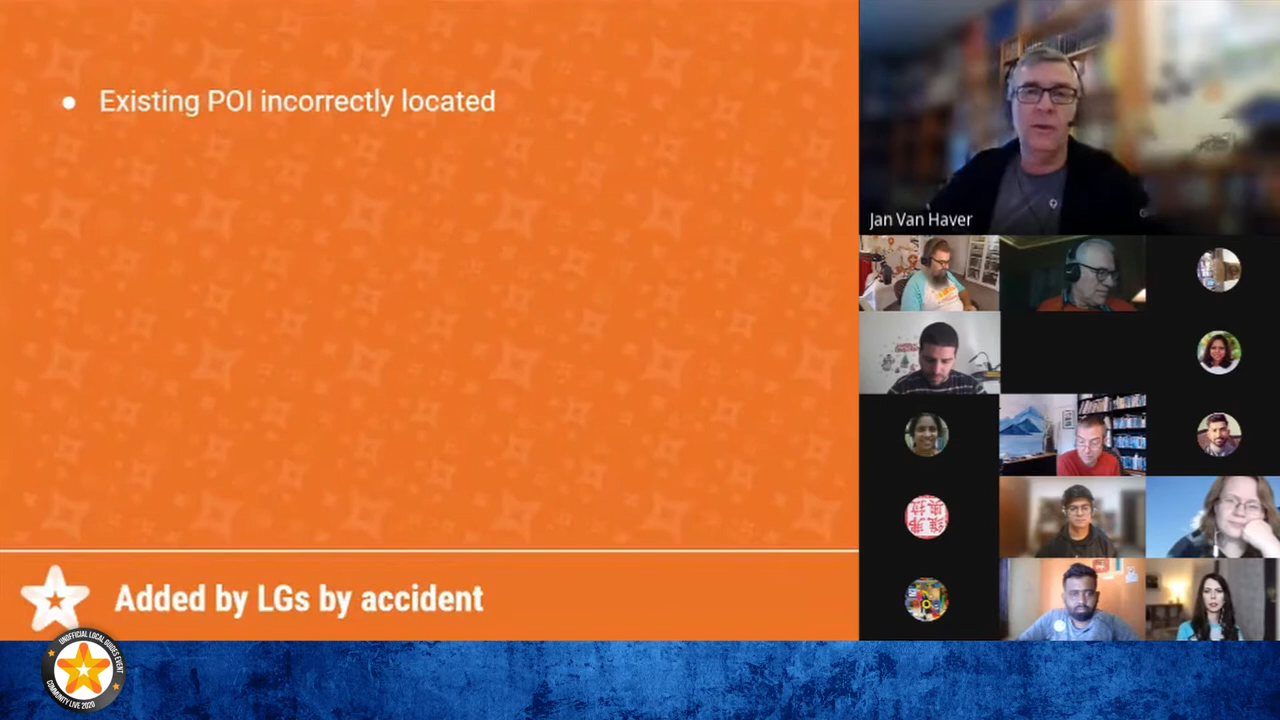 ● Existing POI incorrectly located
Added by LGs by accident
Jan Van Haver
UNOFFICIAL LOCAL GUIDES EVENT
COMMUNITY LIVE 2020